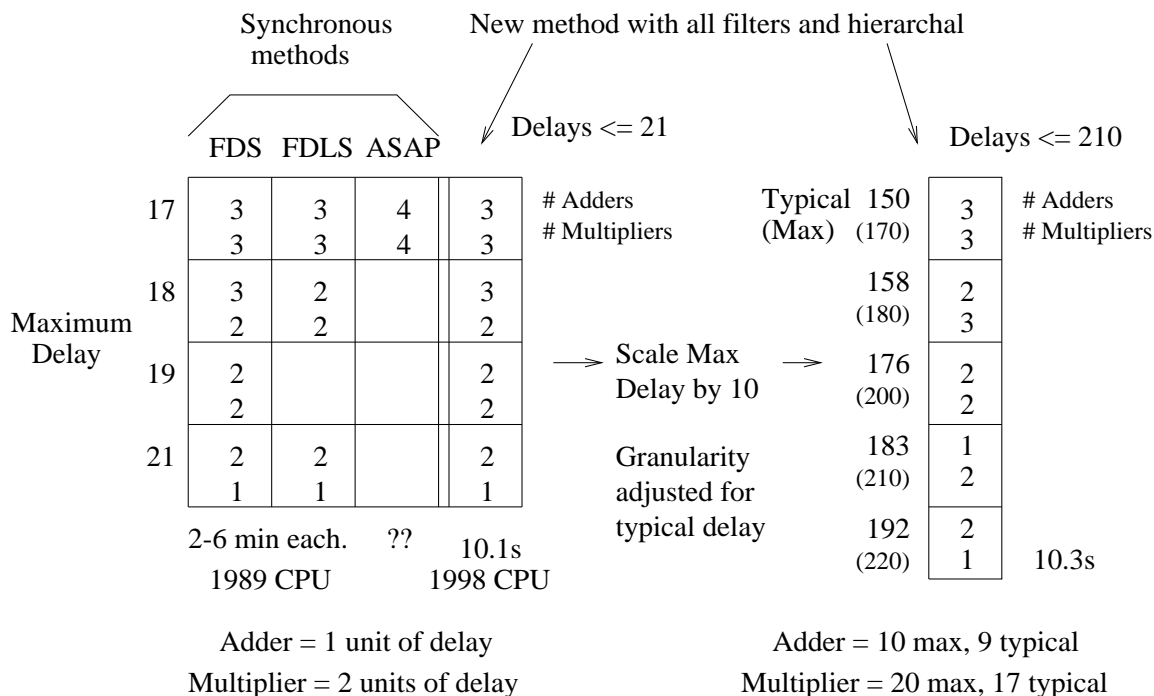 Synchronous
methods
New method with all filters and hierarchal
Delays <= 21
Delays <= 210
FDS FDLS ASAP
17 3 3 4 3 # Adders
3 3 4 3 # Multipliers
18 3 2 3
2 2 2
Maximum
Delay
19 2 2
2 2
21 2 2 2
1 1 1
2-6 min each. ?? 10.1s
1989 CPU 1998 CPU
Adder = 1 unit of delay
Multiplier = 2 units of delay
Scale Max
Delay by 10
Granularity
adjusted for
typical delay
Typical 150 3 # Adders
(Max) (170) 3 # Multipliers
158 2
(180) 3
176 2
(200) 2
183 1
(210) 2
192 2
(220) 1 10.3s
Adder = 10 max, 9 typical
Multiplier = 20 max, 17 typical